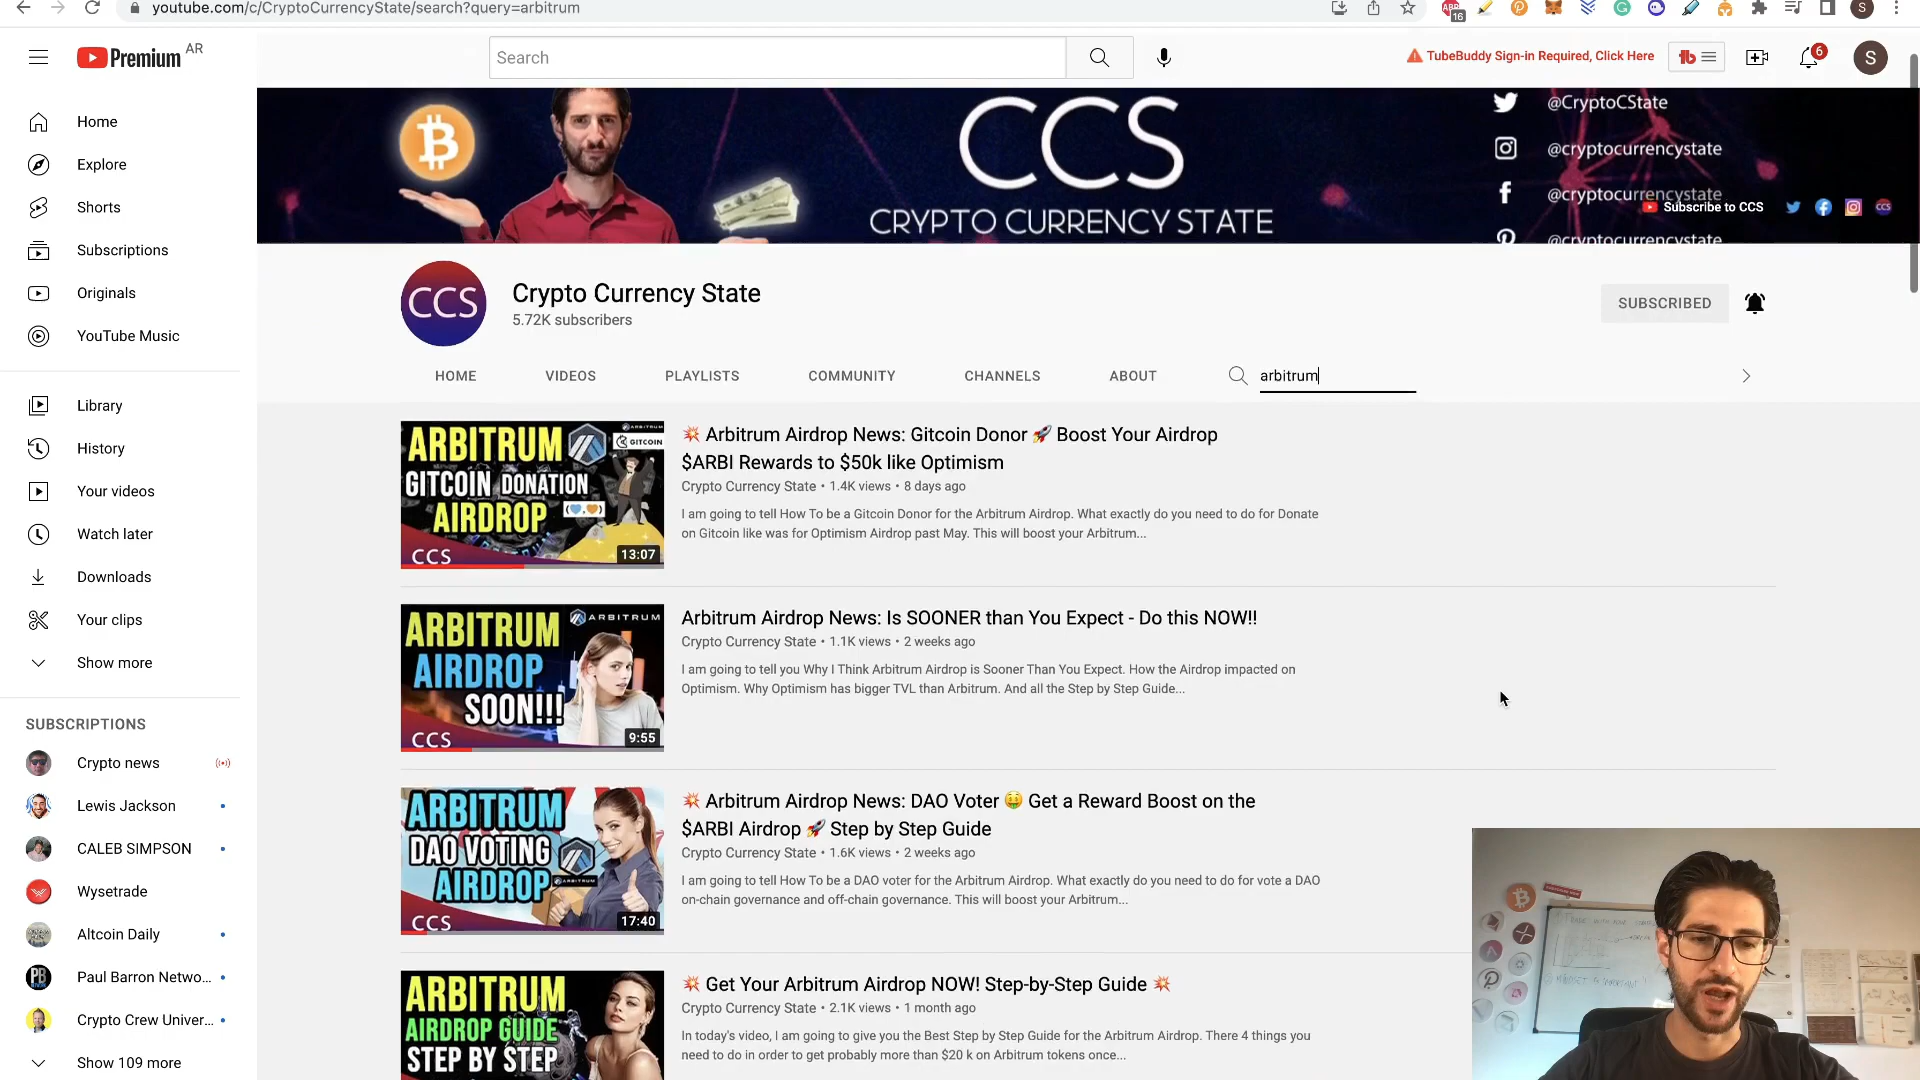 youtube.com/c/CryptoCurrencyState/search?query=arbitrum
16
S
Premium AR
Search
TubeBuddy Sign-in Required, Click Here
tb
6
S
Home
Explore
Shorts
Subscriptions
Originals
YouTube Music
Library
History
Your videos
Watch later
Downloads
Your clips
Show more
SUBSCRIPTIONS
Crypto news
Lewis Jackson
CALEB SIMPSON
Wysetrade
Altcoin Daily
Paul Barron Netwo...
Crypto Crew Univer...
Show 109 more
CCS
CRYPTO CURRENCY STATE
@CryptoCState
@cryptocurrencystate
@cryptocurrencystate
@cryptocurrencystate
Subscribe to CCS
CCS
Crypto Currency State
5.72K subscribers
SUBSCRIBED
HOME
VIDEOS
PLAYLISTS
COMMUNITY
CHANNELS
ABOUT
arbitrum
ARBITRUM
GITCOIN
GITCOIN DONATION
AIRDROP
CCS
13:07
💥 Arbitrum Airdrop News: Gitcoin Donor 🚀 Boost Your Airdrop
$ARBI Rewards to $50k like Optimism
Crypto Currency State • 1.4K views • 8 days ago
I am going to tell How To be a Gitcoin Donor for the Arbitrum Airdrop. What exactly do you need to do for Donate
on Gitcoin like was for Optimism Airdrop past May. This will boost your Arbitrum...
ARBITRUM
ARBITRUM
AIRDROP
SOON!!!
CCS
9:55
Arbitrum Airdrop News: Is SOONER than You Expect - Do this NOW!!
Crypto Currency State • 1.1K views • 2 weeks ago
I am going to tell you Why I Think Arbitrum Airdrop is Sooner Than You Expect. How the Airdrop impacted on
Optimism. Why Optimism has bigger TVL than Arbitrum. And all the Step by Step Guide...
ARBITRUM
DAO VOTING
ARBITRUM
AIRDROP
CCS
17:40
💥 Arbitrum Airdrop News: DAO Voter 🤑 Get a Reward Boost on the
$ARBI Airdrop 🚀 Step by Step Guide
Crypto Currency State • 1.6K views • 2 weeks ago
I am going to tell How To be a DAO voter for the Arbitrum Airdrop. What exactly do you need to do for vote a DAO
on-chain governance and off-chain governance. This will boost your Arbitrum...
ARBITRUM
AIRDROP GUIDE
STEP BY STEP
💥 Get Your Arbitrum Airdrop NOW! Step-by-Step Guide 💥
Crypto Currency State • 2.1K views • 1 month ago
In today's video, I am going to give you the Best Step by Step Guide for the Arbitrum Airdrop. There 4 things you
need to do in order to get probably more than $20 k on Arbitrum tokens once...